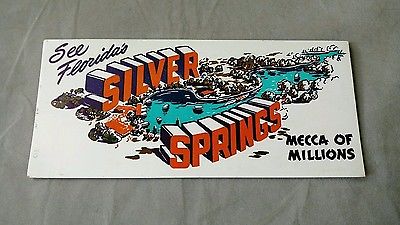 See
Florida's
SILVER
SPRINGS
MECCA OF
MILLIONS